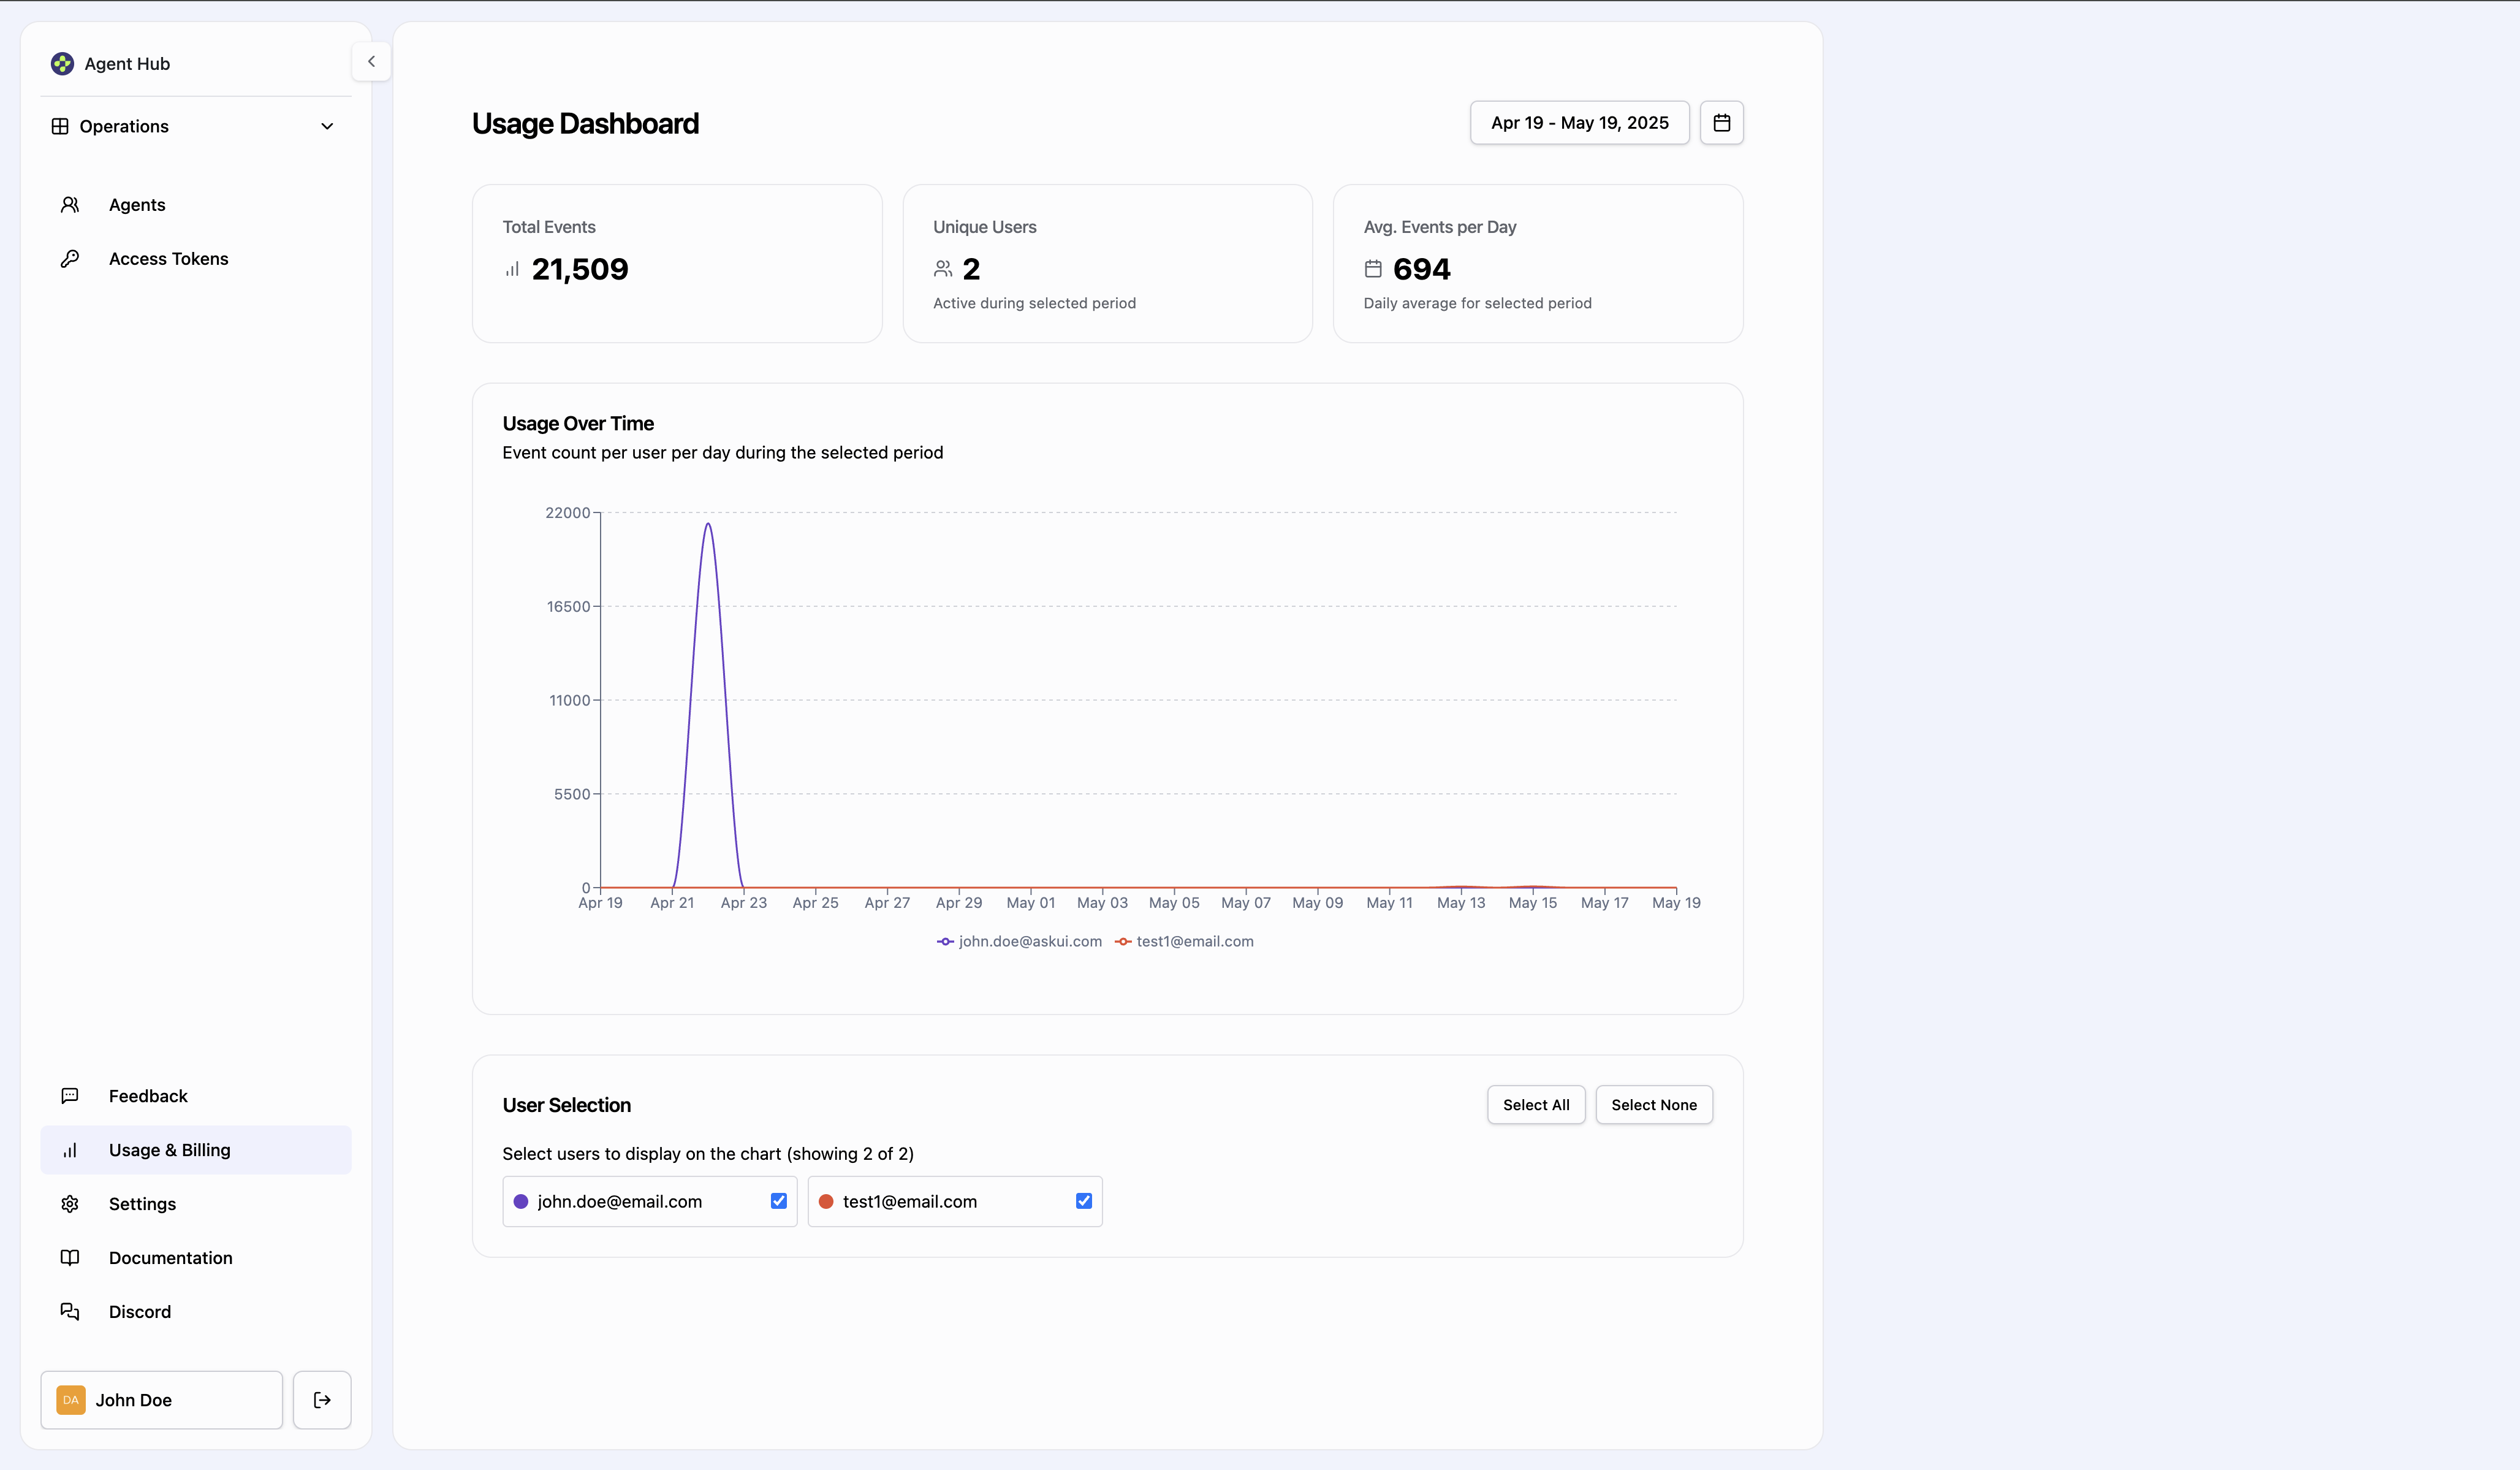 Agent Hub
Operations
Agents
Access Tokens
Feedback
Usage & Billing
Settings
Documentation
Discord
DA
John Doe
Usage Dashboard
Apr 19 - May 19, 2025
Total Events
21,509
Unique Users
2
Active during selected period
Avg. Events per Day
694
Daily average for selected period
Usage Over Time
Event count per user per day during the selected period
22000
16500
11000
5500
0
Apr 19 Apr 21 Apr 23 Apr 25 Apr 27 Apr 29 May 01 May 03 May 05 May 07 May 09 May 11 May 13 May 15 May 17 May 19
john.doe@askui.com test1@email.com
User Selection
Select All
Select None
Select users to display on the chart (showing 2 of 2)
john.doe@email.com
test1@email.com